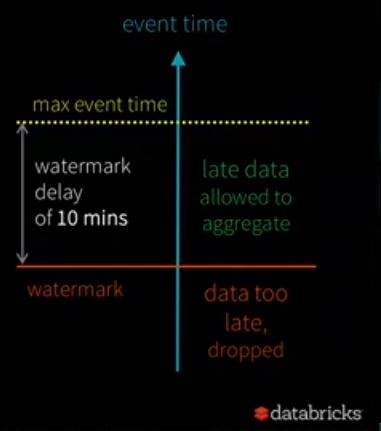 event time
max event time
watermark
delay
of 10 mins
late data
allowed to
aggregate
watermark
data too
late,
dropped
databricks